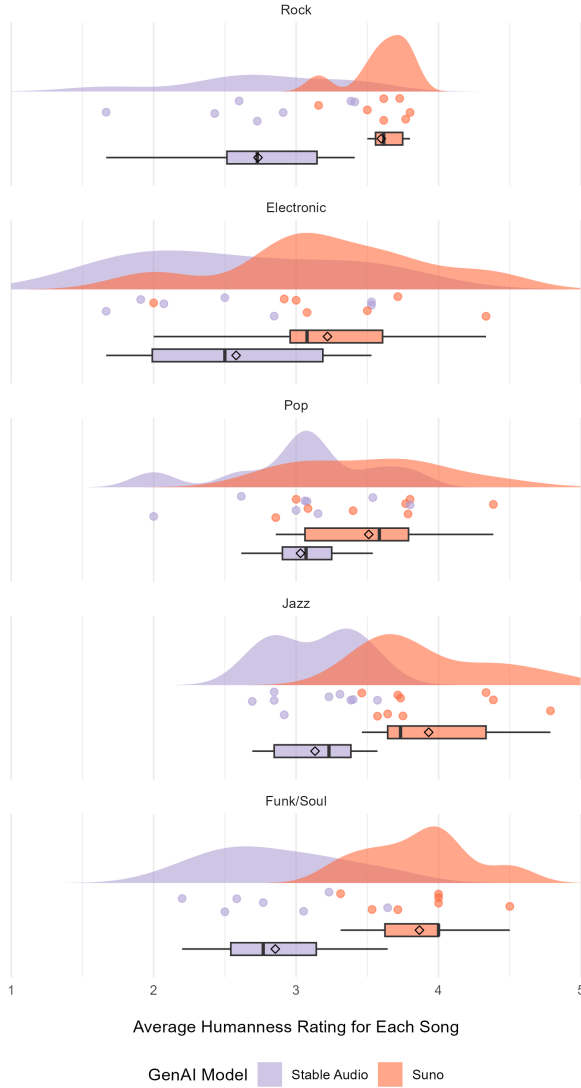 Rock
Electronic
Pop
Jazz
Funk/Soul
1 2 3 4 5
Average Humanness Rating for Each Song
GenAI Model Stable Audio Suno